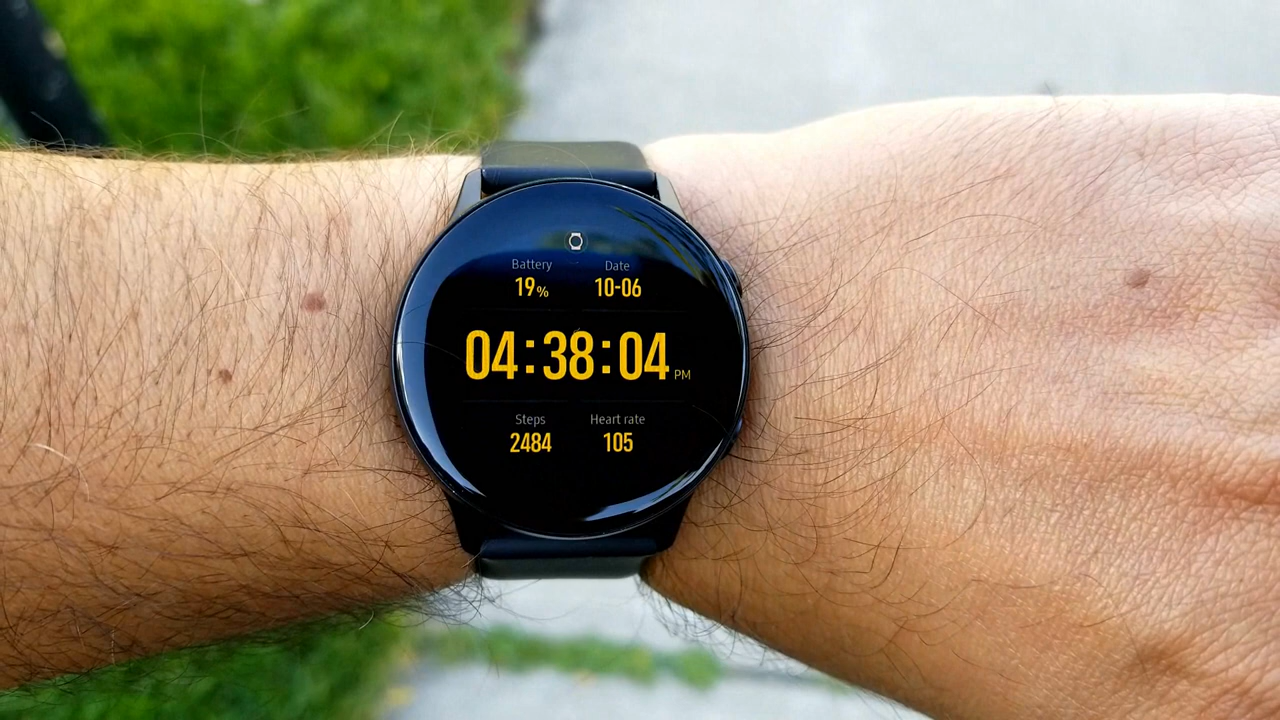 Battery Date
19% 10-06
04:38:04 PM
Steps Heart rate
2484 105